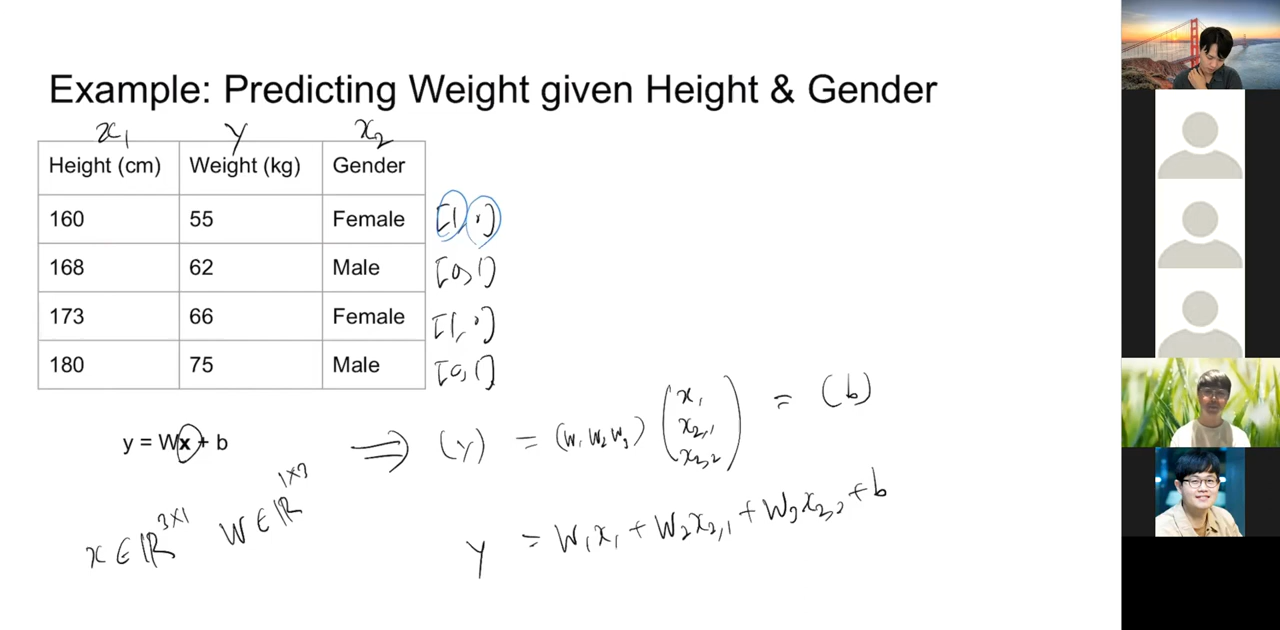 Example: Predicting Weight given Height & Gender
x₁ y x₂
Height (cm) Weight (kg) Gender
160 55 Female [1, 0]
168 62 Male [0, 1]
173 66 Female [1, 0]
180 75 Male [0, 1]
y = Wx + b ⟹ (y) = (w₁ w₂ w₃) (x₁ x₂,₁ x₂,₂) = (b)
x ∈ ℝ³ˣ¹ W ∈ ℝ¹ˣ³
y = w₁x₁ + w₂x₂,₁ + w₃x₂,₂ + b